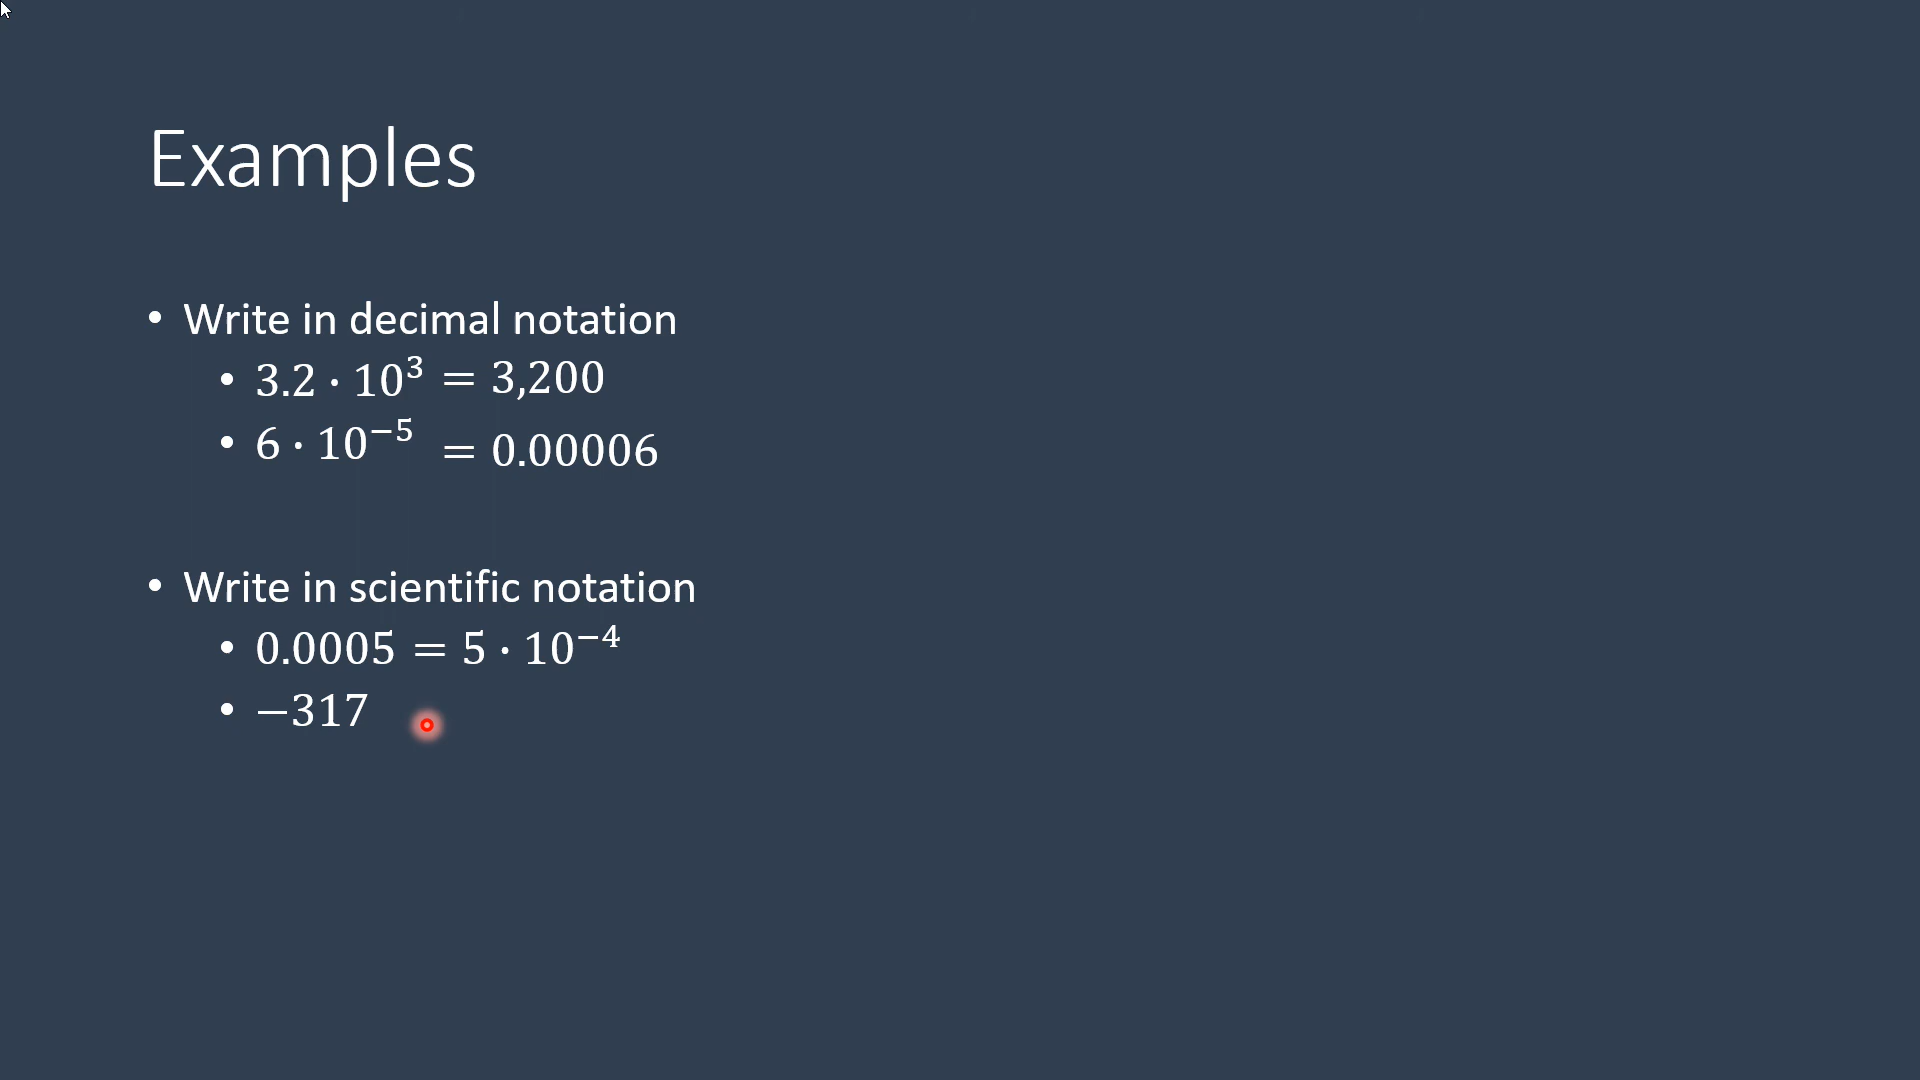 Examples
• Write in decimal notation
• 3.2 · 10³ = 3,200
• 6 · 10⁻⁵ = 0.00006
• Write in scientific notation
• 0.0005 = 5 · 10⁻⁴
• −317